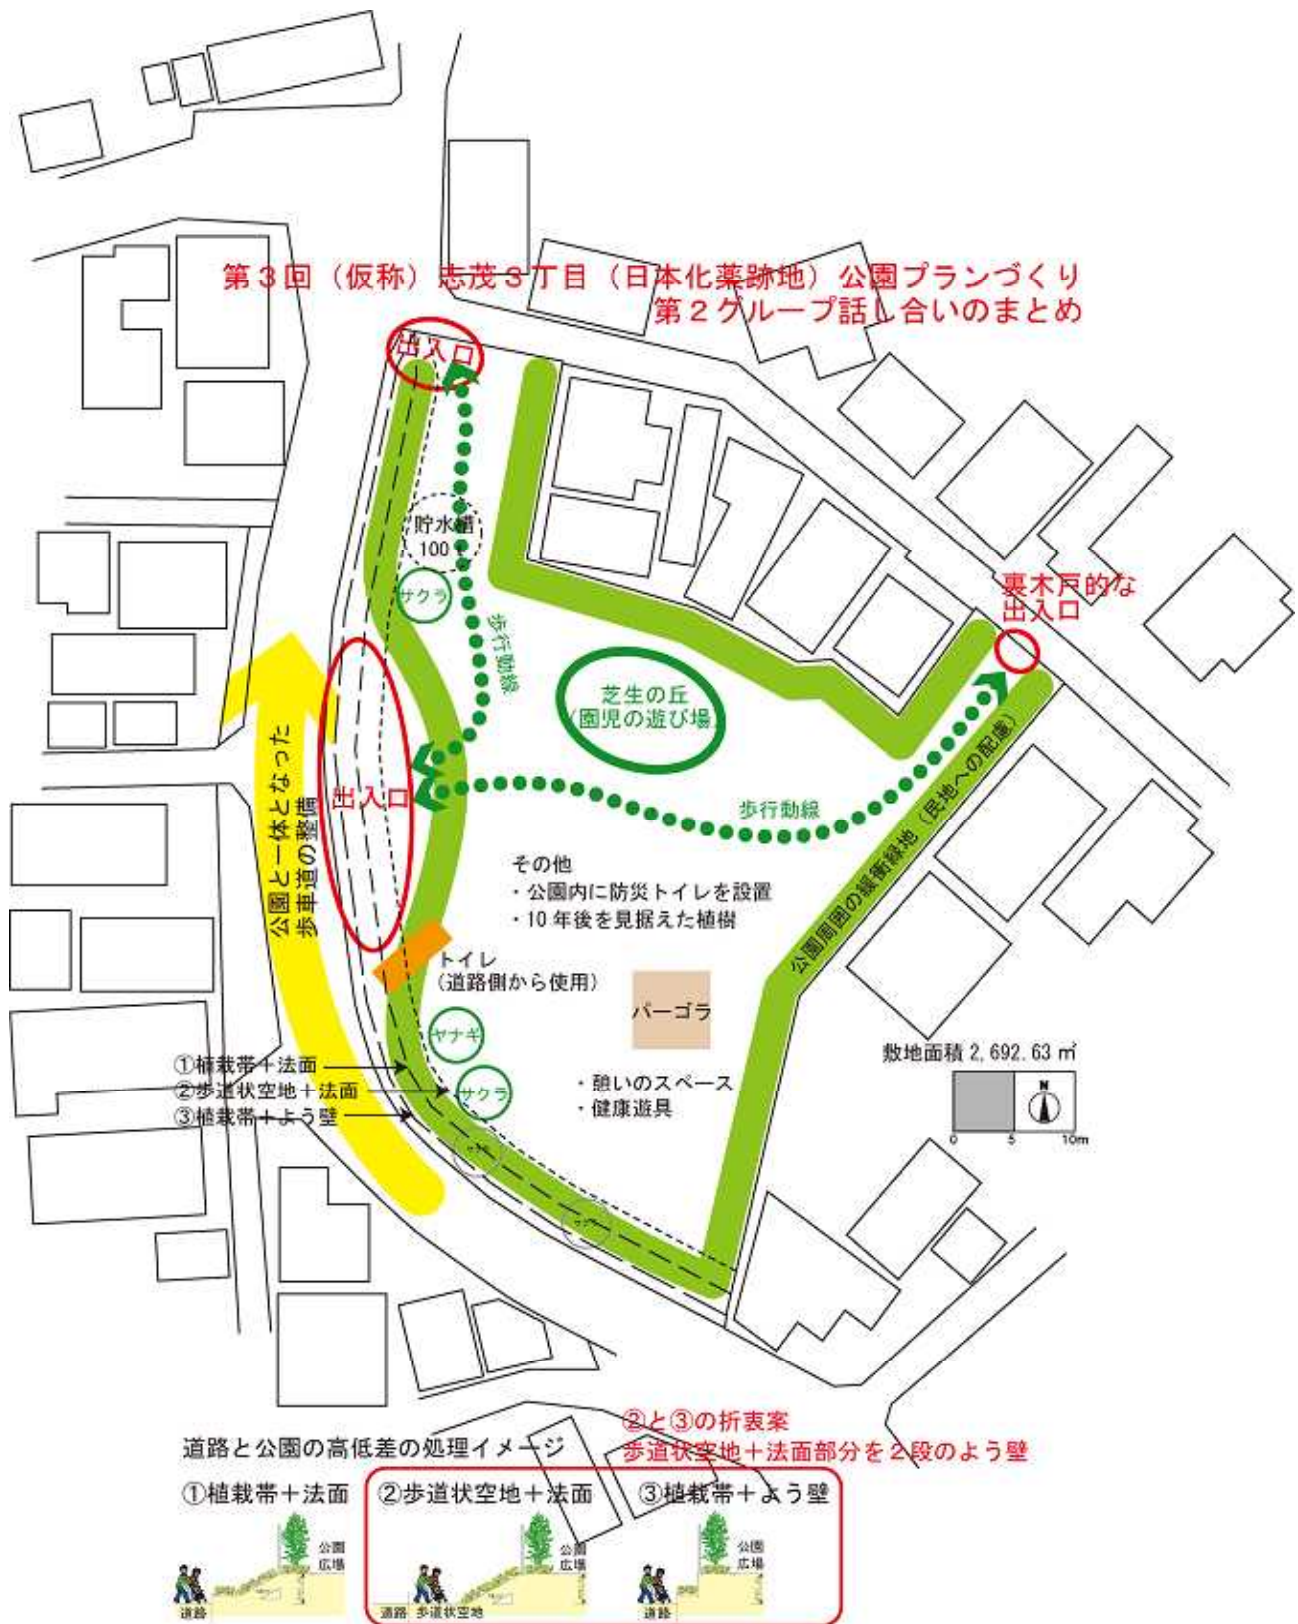 第３回（仮称）志茂３丁目（日本化薬跡地）公園プランづくり
第２グループ話し合いのまとめ
出入口
貯水槽
100 t
サクラ
歩行動線
裏木戸的な
出入口
芝生の丘
（園児の遊び場）
公園と一体となった
歩車道の整備
出入口
歩行動線
公園周囲の緩衝緑地（民地への配慮）
その他
・公園内に防災トイレを設置
・10年後を見据えた植樹
トイレ
（道路側から使用）
パーゴラ
ヤナギ
サクラ
・憩いのスペース
・健康遊具
①植栽帯＋法面
②歩道状空地＋法面
③植栽帯＋よう壁
敷地面積 2,692.63 ㎡
N
0 5 10m
②と③の折衷案
歩道状空地＋法面部分を２段のよう壁
道路と公園の高低差の処理イメージ
①植栽帯＋法面 ②歩道状空地＋法面 ③植栽帯＋よう壁
公園
広場
道路
公園
広場
道路 歩道状空地
公園
広場
道路